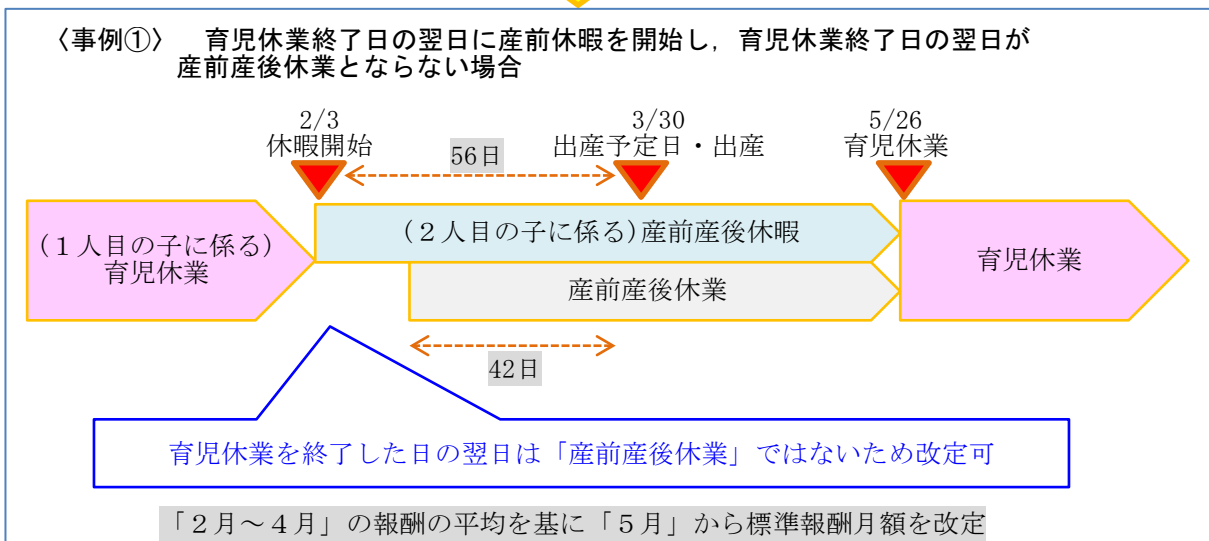 〈事例①〉　育児休業終了日の翌日に産前休暇を開始し，育児休業終了日の翌日が
産前産後休業とならない場合
2/3
休暇開始
56日
3/30
出産予定日・出産
5/26
育児休業
(１人目の子に係る)
育児休業
(２人目の子に係る)産前産後休暇
産前産後休業
育児休業
42日
育児休業を終了した日の翌日は「産前産後休業」ではないため改定可
「２月～４月」の報酬の平均を基に「５月」から標準報酬月額を改定